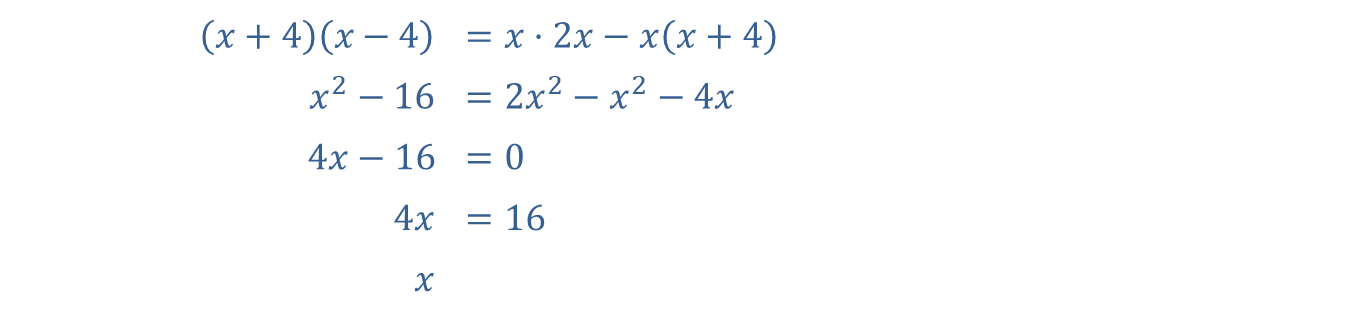 (x + 4)(x − 4) = x · 2x − x(x + 4)
x² − 16 = 2x² − x² − 4x
4x − 16 = 0
4x = 16
x